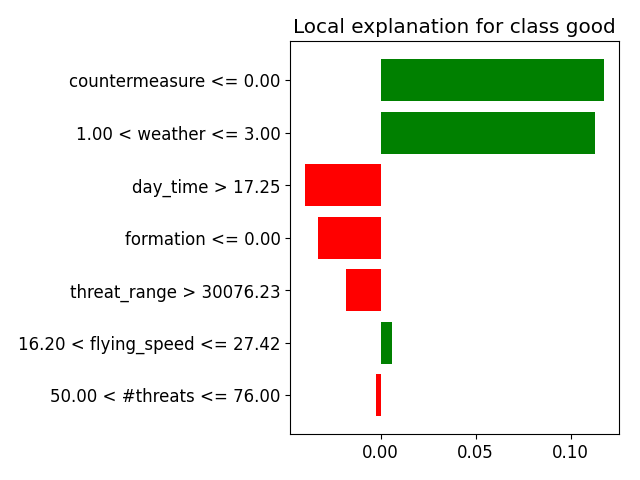 Local explanation for class good
countermeasure <= 0.00
1.00 < weather <= 3.00
day_time > 17.25
formation <= 0.00
threat_range > 30076.23
16.20 < flying_speed <= 27.42
50.00 < #threats <= 76.00
0.00 0.05 0.10